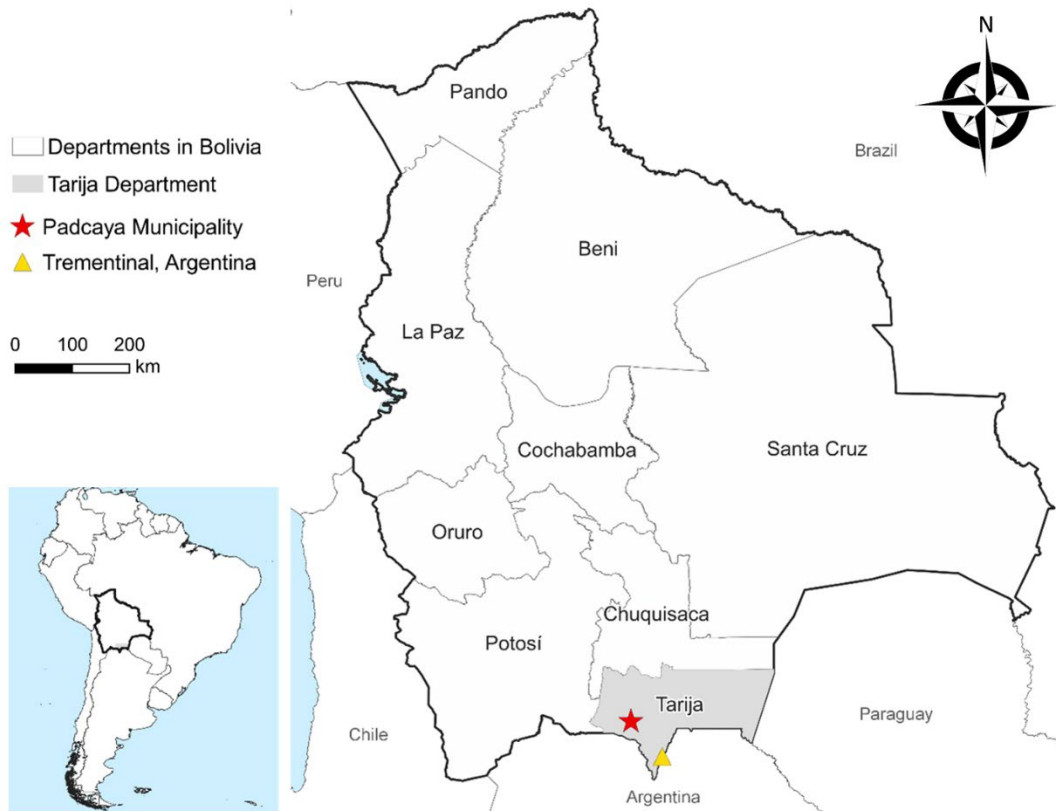 N
Pando
Departments in Bolivia
Brazil
Tarija Department
Padcaya Municipality
Beni
Trementinal, Argentina
Peru
La Paz
0 100 200
km
Cochabamba
Santa Cruz
Oruro
Chuquisaca
Potosí
Tarija
Paraguay
Chile
Argentina